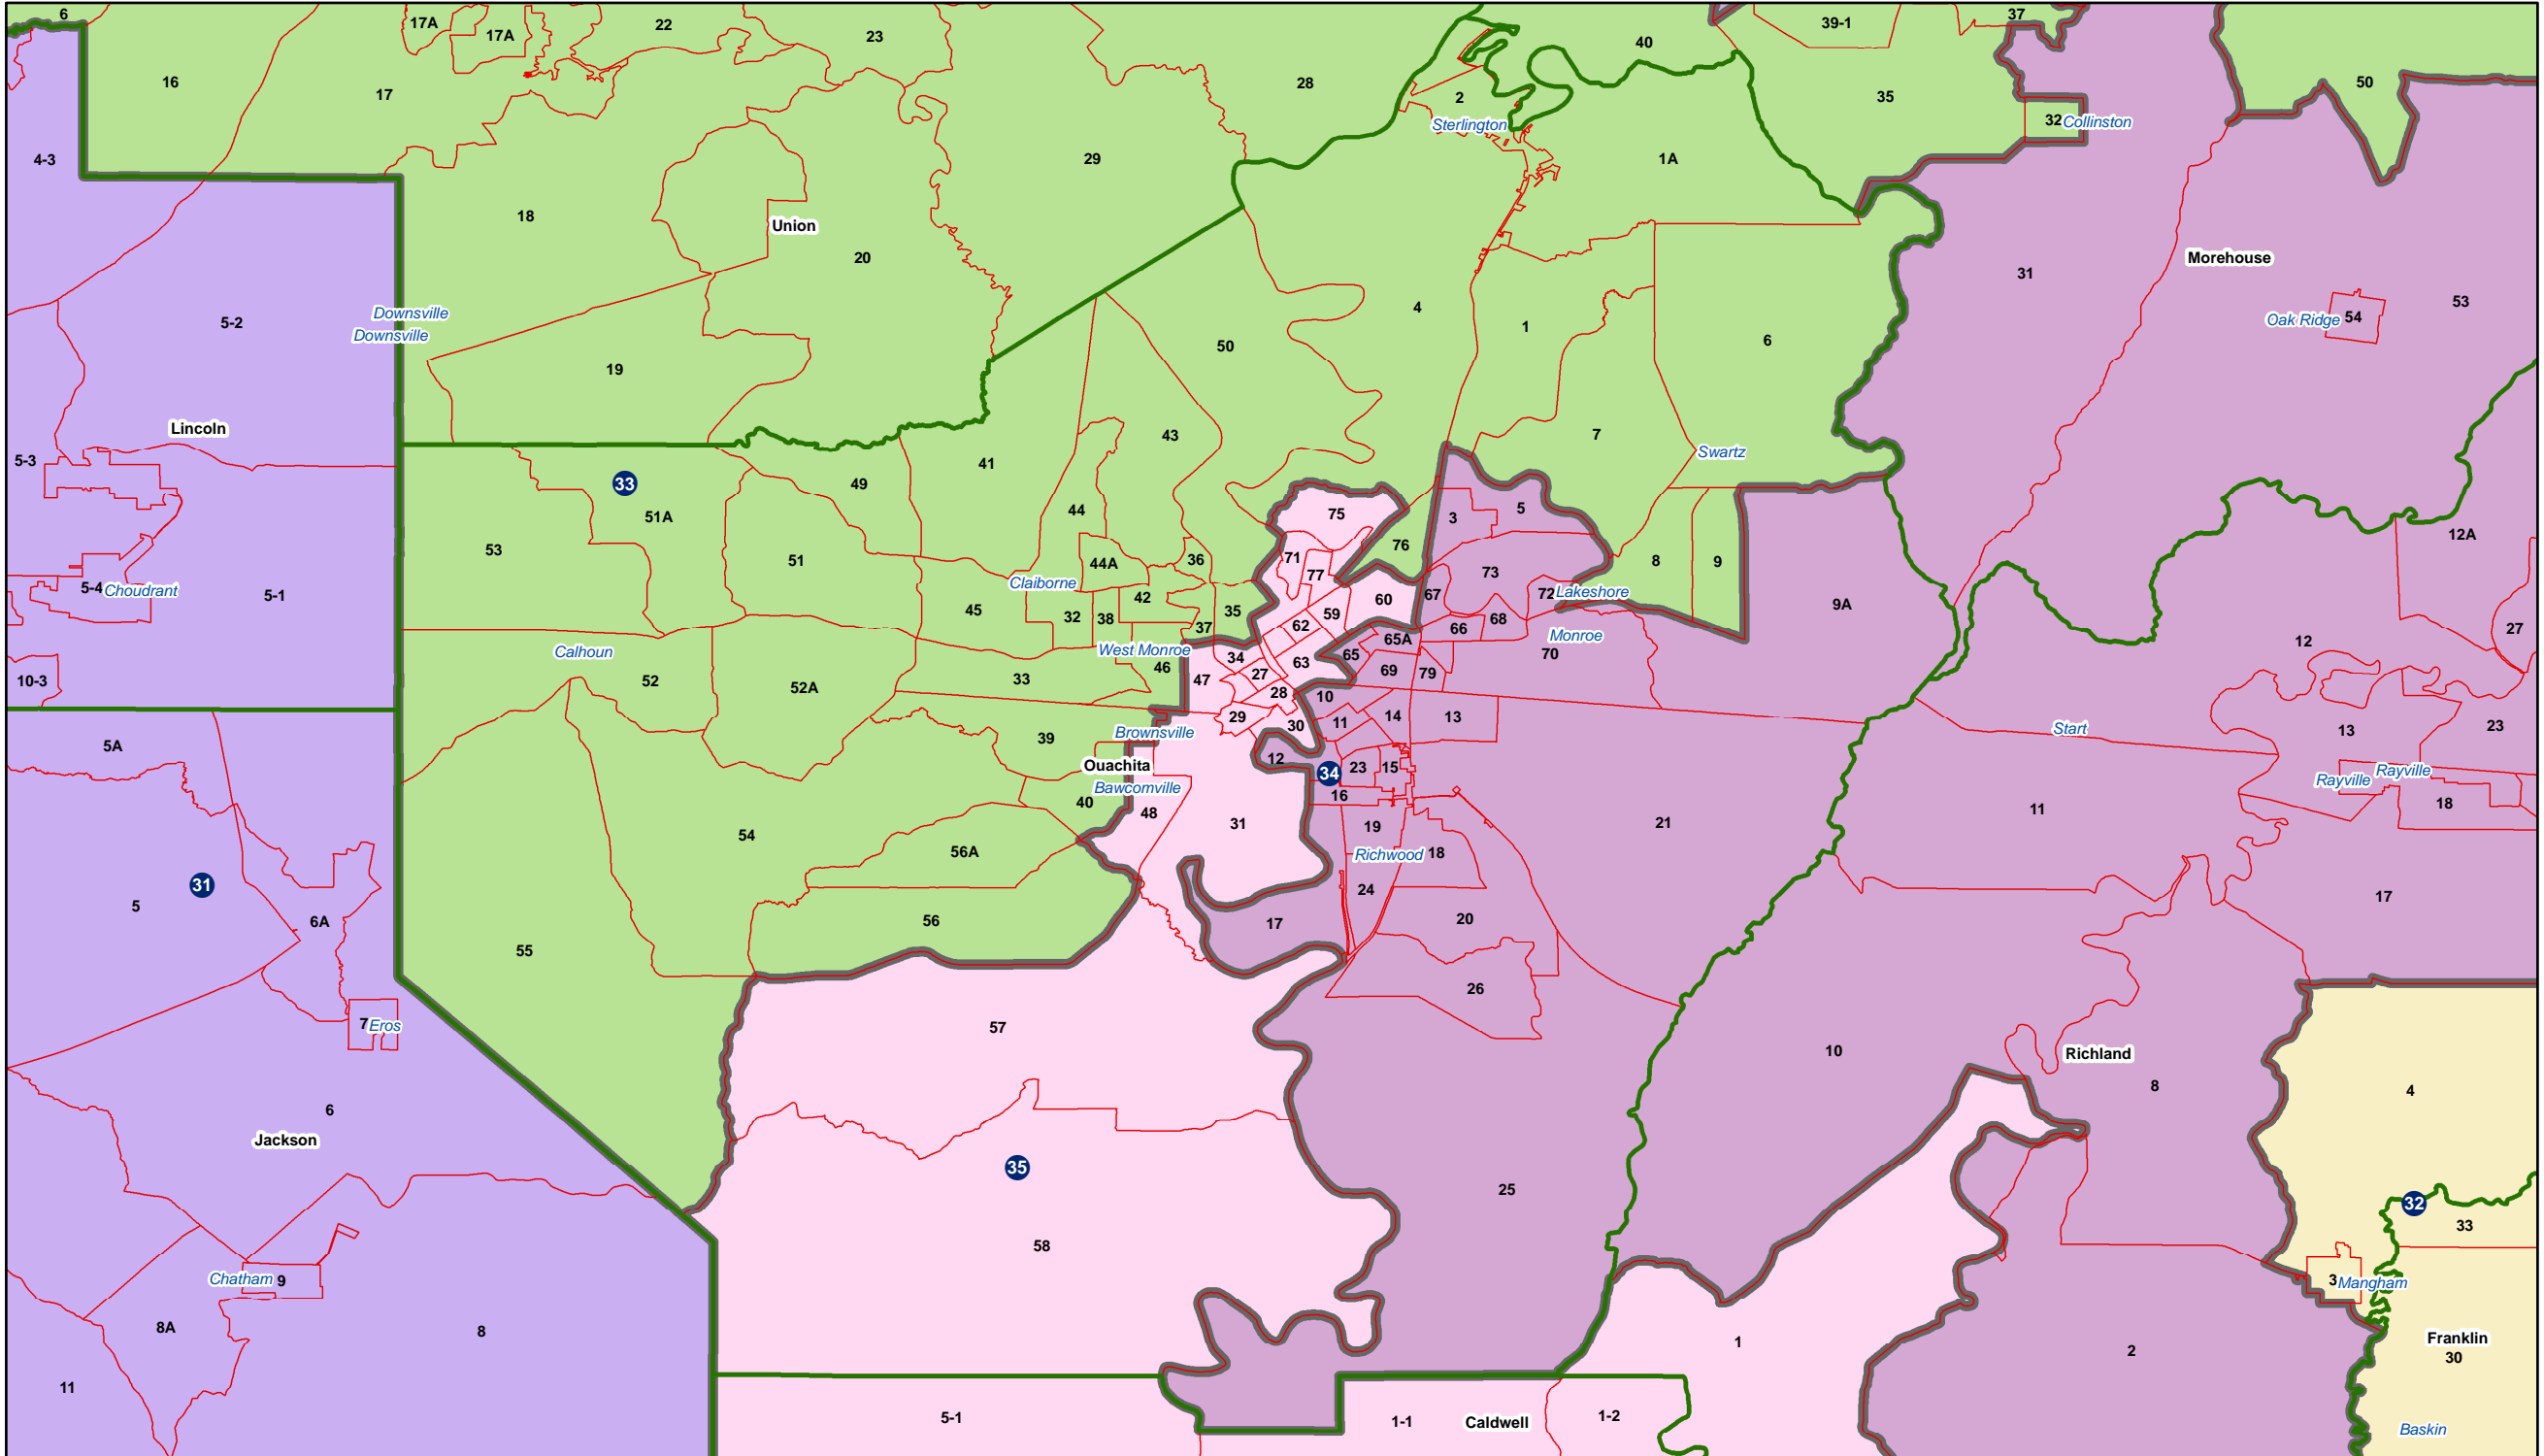 6
17A
17A
22
23
28
40
39-1
37
50
16
17
2
Sterlington
35
32
Collinston
4-3
29
1A
18
Union
20
Morehouse
31
53
Oak Ridge
54
5-2
Downsville
Downsville
4
1
6
50
19
Lincoln
43
7
Swartz
5-3
41
33
49
51A
44
75
3
5
53
51
76
12A
44A
36
71
77
73
8
9
5-4
Choudrant
5-1
Claiborne
42
60
67
72
Lakeshore
9A
45
32
38
35
59
27
37
62
66
68
Monroe
65A
12
Calhoun
West Monroe
46
34
63
65
70
10-3
52
52A
33
47
27
69
79
28
10
29
11
14
13
30
Start
13
23
5A
39
Brownsville
Ouachita
12
34
23
15
Rayville
Rayville
Bawcomville
16
40
48
31
18
54
19
21
11
56A
Richwood
18
31
24
5
6A
56
17
20
17
55
26
7
Eros
57
10
Richland
8
4
6
Jackson
35
25
32
33
58
Chatham
9
3
Mangham
8A
8
1
2
Franklin
30
11
5-1
1-1
Caldwell
1-2
Baskin